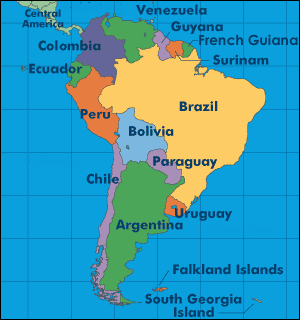 Venezuela
Central
America
Guyana
Colombia
French Guiana
Surinam
Ecuador
Brazil
Peru
Bolivia
Paraguay
Chile
Uruguay
Argentina
Falkland Islands
South Georgia
Island